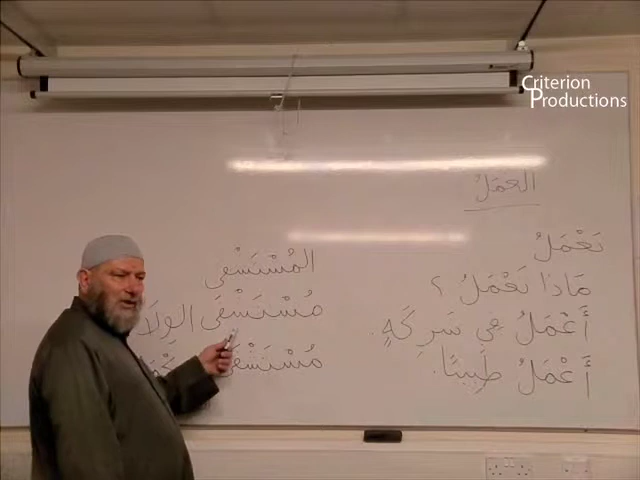 Criterion
Productions
العَمَلُ
تَعْمَلُ
مَاذَا تَعْمَلُ ؟
أَعْمَلُ فِي شَرِكَةٍ.
أَعْمَلُ طَبِيبًا.
المُسْتَشْفَى
مُسْتَشْفَى
مُسْتَشْفَى